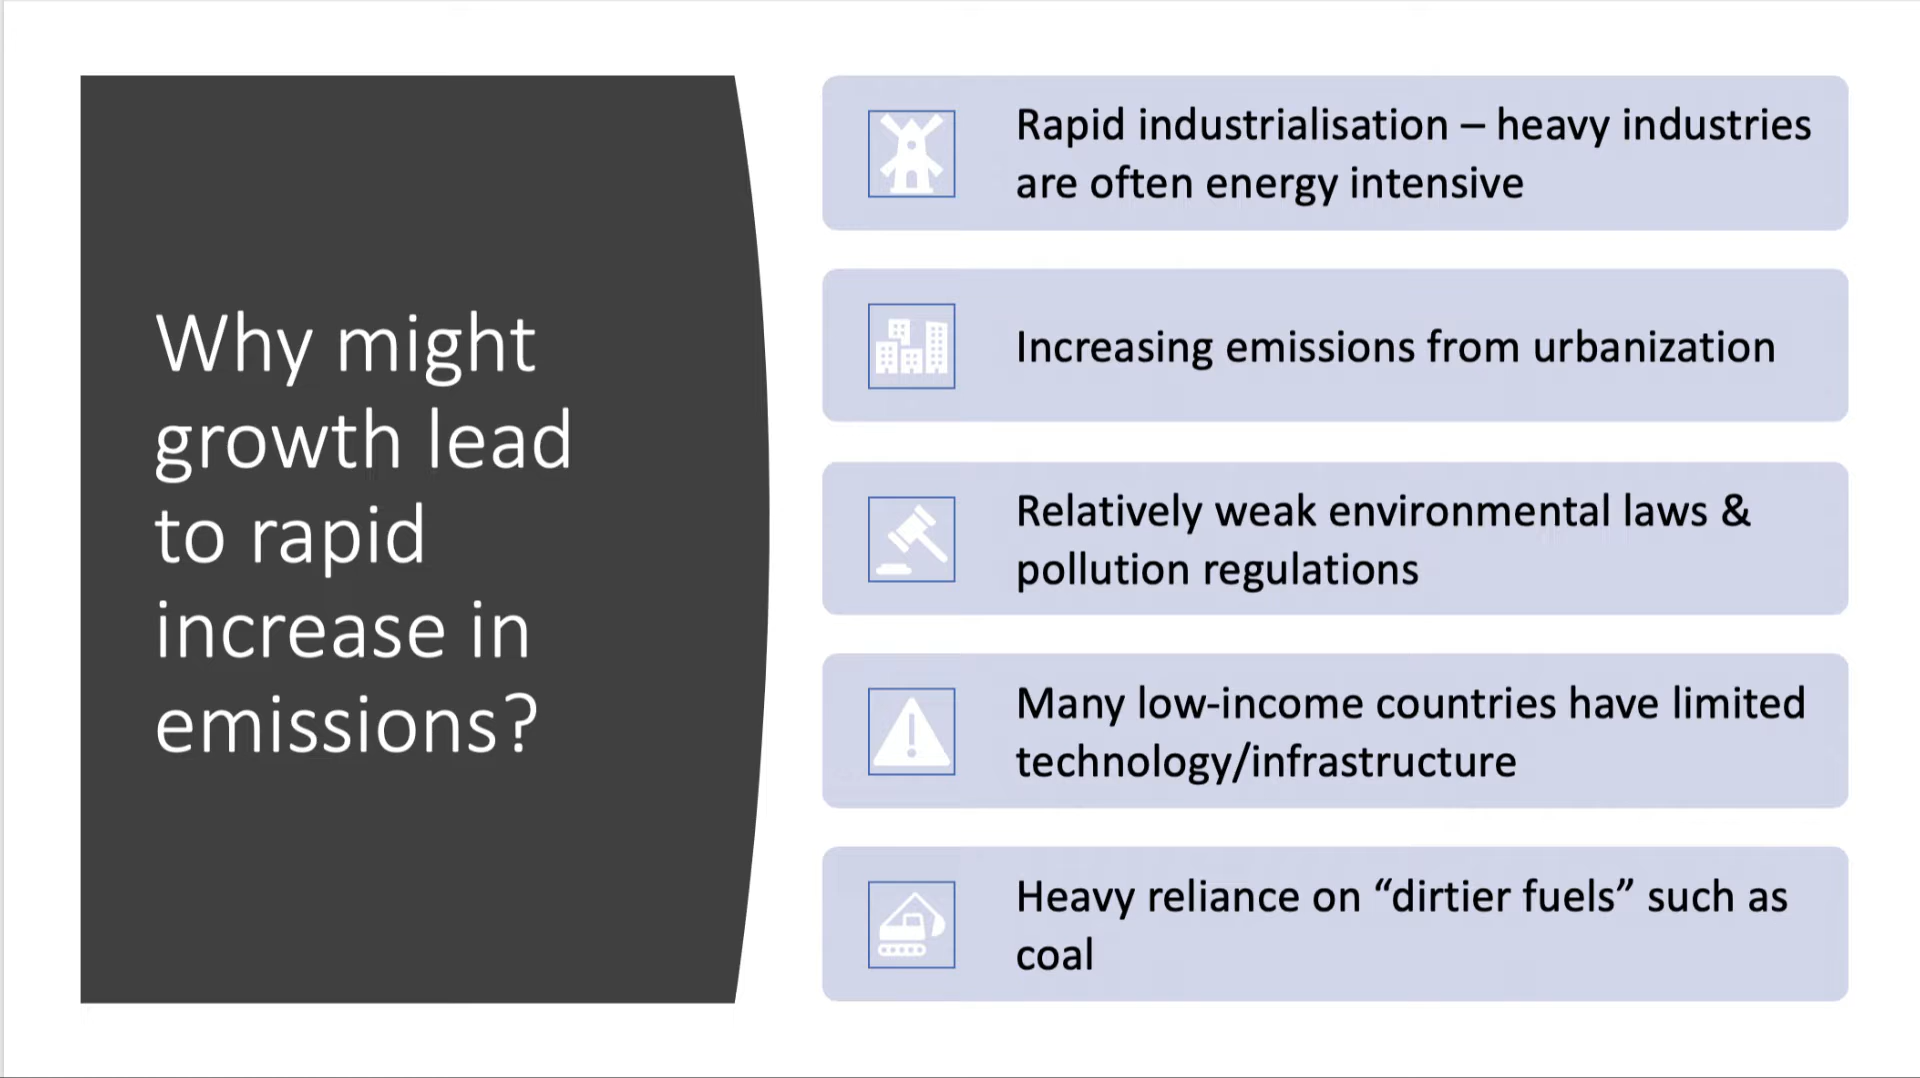 Why might
growth lead
to rapid
increase in
emissions?
Rapid industrialisation – heavy industries
are often energy intensive
Increasing emissions from urbanization
Relatively weak environmental laws &
pollution regulations
Many low-income countries have limited
technology/infrastructure
Heavy reliance on “dirtier fuels” such as
coal